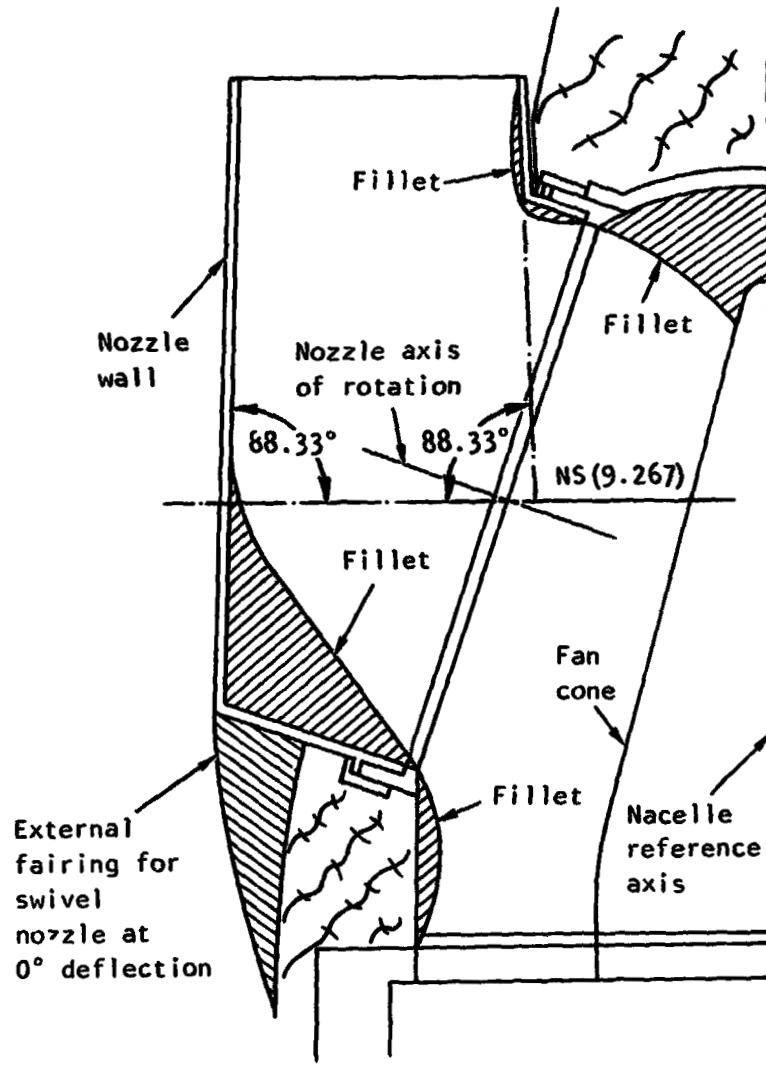 Fillet
Fillet
Nozzle
wall
Nozzle axis
of rotation
88.33°
88.33°
NS(9.267)
Fillet
Fan
cone
Fillet
External
fairing for
swivel
nozzle at
0° deflection
Nacelle
reference
axis